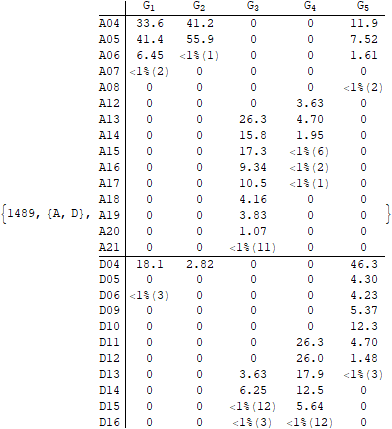 G1 G2 G3 G4 G5
A04 33.6 41.2 0 0 11.9
A05 41.4 55.9 0 0 7.52
A06 6.45 <1%(1) 0 0 1.61
A07 <1%(2) 0 0 0 0
A08 0 0 0 0 <1%(2)
A12 0 0 0 3.63 0
A13 0 0 26.3 4.70 0
A14 0 0 15.8 1.95 0
A15 0 0 17.3 <1%(6) 0
A16 0 0 9.34 <1%(2) 0
A17 0 0 10.5 <1%(1) 0
A18 0 0 4.16 0 0
{1489, {A, D}, A19 0 0 3.83 0 0 }
A20 0 0 1.07 0 0
A21 0 0 <1%(11) 0 0
D04 18.1 2.82 0 0 46.3
D05 0 0 0 0 4.30
D06 <1%(3) 0 0 0 4.23
D09 0 0 0 0 5.37
D10 0 0 0 0 12.3
D11 0 0 0 26.3 4.70
D12 0 0 0 26.0 1.48
D13 0 0 3.63 17.9 <1%(3)
D14 0 0 6.25 12.5 0
D15 0 0 <1%(12) 5.64 0
D16 0 0 <1%(3) <1%(12) 0